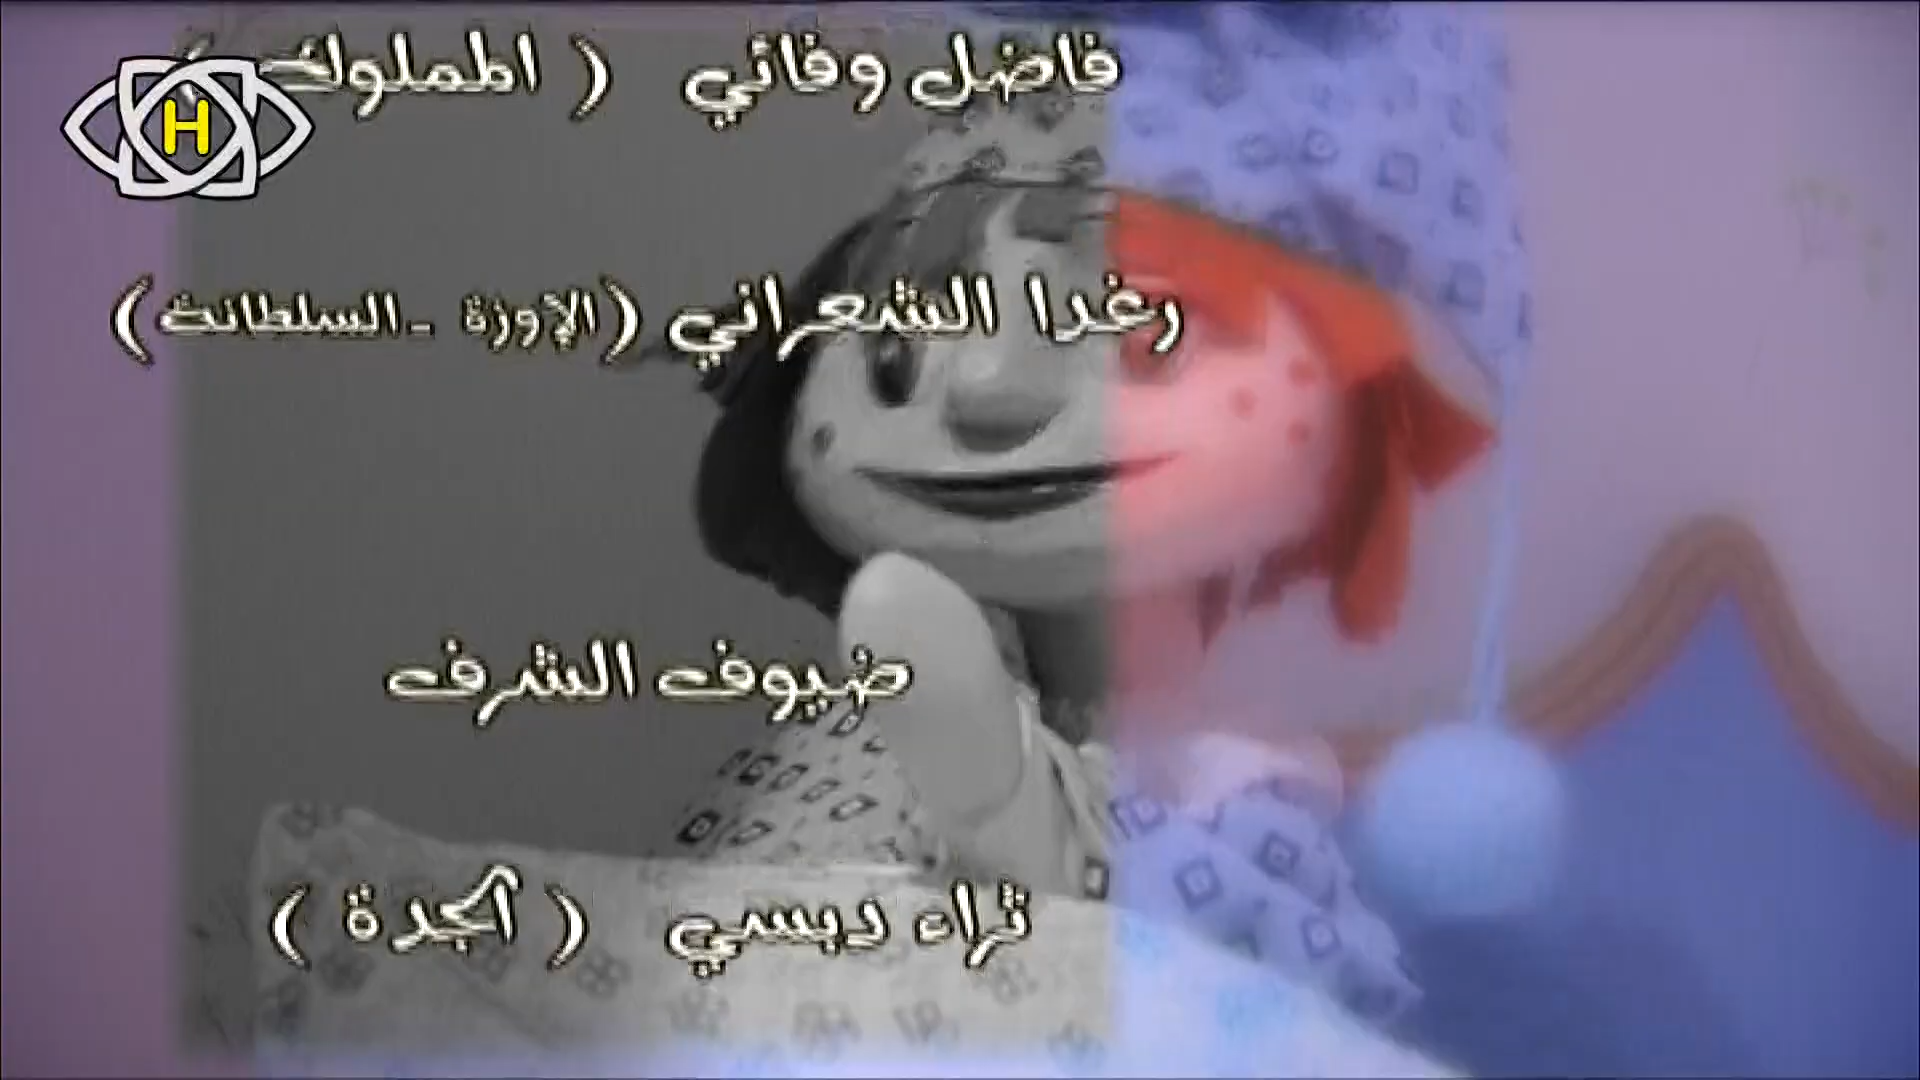 فاضل وفائي ( المملوك )
H
رغدا الشعراني (الإوزة - السلطانة)
ضيوف الشرف
ثراء دبسي ( الجدة )